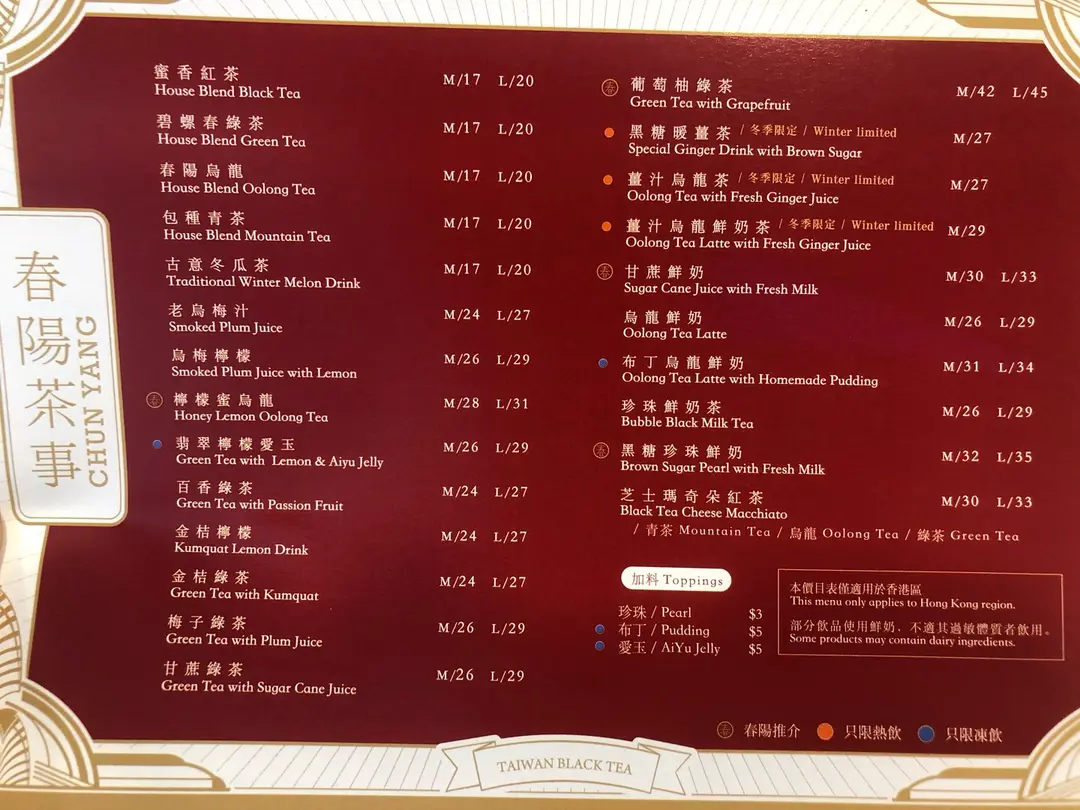 春陽茶事
CHUN YANG
蜜香紅茶 M/17 L/20
House Blend Black Tea
碧螺春綠茶 M/17 L/20
House Blend Green Tea
春陽烏龍 M/17 L/20
House Blend Oolong Tea
包種青茶 M/17 L/20
House Blend Mountain Tea
古意冬瓜茶 M/17 L/20
Traditional Winter Melon Drink
老烏梅汁 M/24 L/27
Smoked Plum Juice
烏梅檸檬 M/26 L/29
Smoked Plum Juice with Lemon
春 檸檬蜜烏龍 M/28 L/31
Honey Lemon Oolong Tea
翡翠檸檬愛玉 M/26 L/29
Green Tea with Lemon & Aiyu Jelly
百香綠茶 M/24 L/27
Green Tea with Passion Fruit
金桔檸檬 M/24 L/27
Kumquat Lemon Drink
金桔綠茶 M/24 L/27
Green Tea with Kumquat
梅子綠茶 M/26 L/29
Green Tea with Plum Juice
甘蔗綠茶 M/26 L/29
Green Tea with Sugar Cane Juice
春 葡萄柚綠茶 M/42 L/45
Green Tea with Grapefruit
黑糖暖薑茶 / 冬季限定 / Winter limited M/27
Special Ginger Drink with Brown Sugar
薑汁烏龍茶 / 冬季限定 / Winter limited M/27
Oolong Tea with Fresh Ginger Juice
薑汁烏龍鮮奶茶 / 冬季限定 / Winter limited M/29
Oolong Tea Latte with Fresh Ginger Juice
春 甘蔗鮮奶 M/30 L/33
Sugar Cane Juice with Fresh Milk
烏龍鮮奶 M/26 L/29
Oolong Tea Latte
布丁烏龍鮮奶 M/31 L/34
Oolong Tea Latte with Homemade Pudding
珍珠鮮奶茶 M/26 L/29
Bubble Black Milk Tea
春 黑糖珍珠鮮奶 M/32 L/35
Brown Sugar Pearl with Fresh Milk
芝士瑪奇朵紅茶 M/30 L/33
Black Tea Cheese Macchiato
/ 青茶 Mountain Tea / 烏龍 Oolong Tea / 綠茶 Green Tea
加料 Toppings
珍珠 / Pearl $3
布丁 / Pudding $5
愛玉 / AiYu Jelly $5
本價目表僅適用於香港區
This menu only applies to Hong Kong region.
部分飲品使用鮮奶﹐不適其過敏體質者飲用。
Some products may contain dairy ingredients.
春 春陽推介 只限熱飲 只限凍飲
TAIWAN BLACK TEA